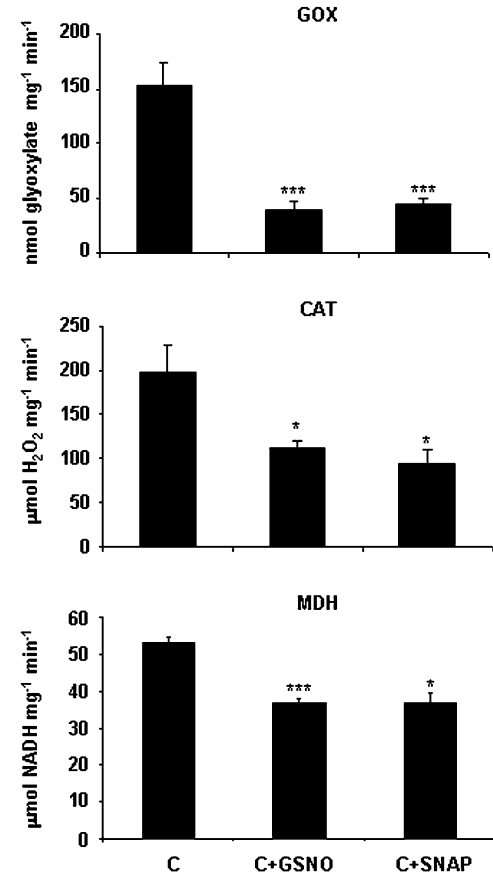 GOX
nmol glyoxylate mg⁻¹ min⁻¹
200
150
100
50
0
***
***
CAT
µmol H₂O₂ mg⁻¹ min⁻¹
250
200
150
100
50
0
*
*
MDH
µmol NADH mg⁻¹ min⁻¹
60
50
40
30
20
10
0
***
*
C
C+GSNO
C+SNAP